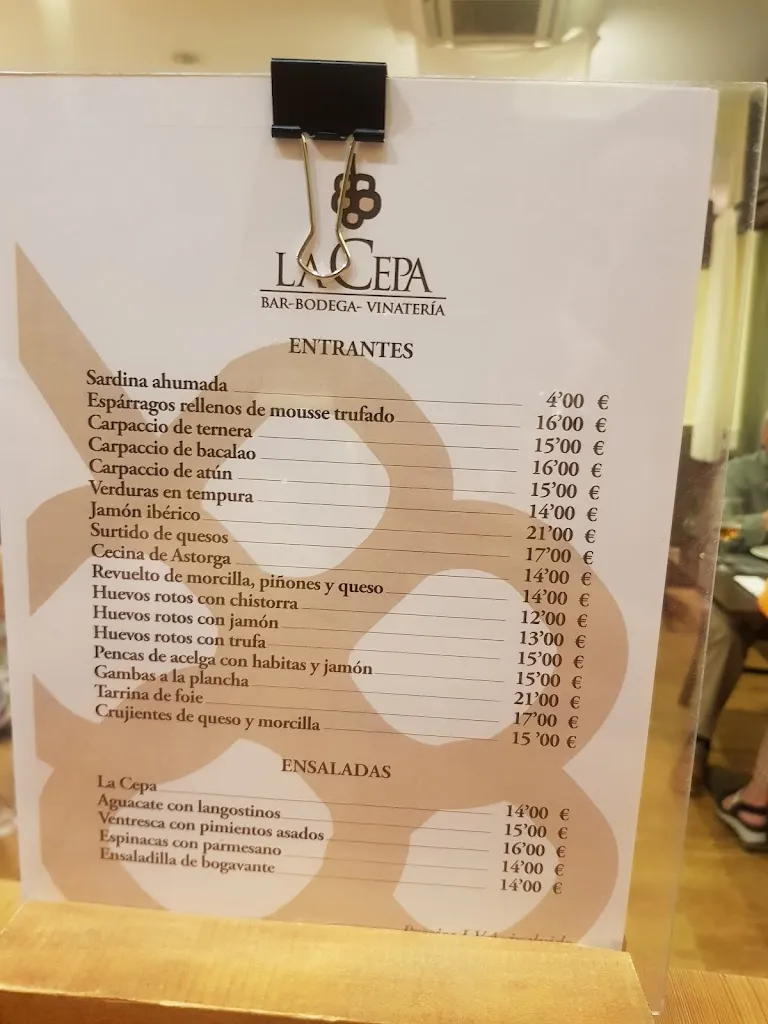 LA CEPA
BAR-BODEGA- VINATERÍA
ENTRANTES
Sardina ahumada 4'00 €
Espárragos rellenos de mousse trufado 16'00 €
Carpaccio de ternera 15'00 €
Carpaccio de bacalao 16'00 €
Carpaccio de atún 15'00 €
Verduras en tempura 14'00 €
Jamón ibérico 21'00 €
Surtido de quesos 17'00 €
Cecina de Astorga 14'00 €
Revuelto de morcilla, piñones y queso 14'00 €
Huevos rotos con chistorra 12'00 €
Huevos rotos con jamón 13'00 €
Huevos rotos con trufa 15'00 €
Pencas de acelga con habitas y jamón 15'00 €
Gambas a la plancha 21'00 €
Tarrina de foie 17'00 €
Crujientes de queso y morcilla 15 '00 €
ENSALADAS
La Cepa 14'00 €
Aguacate con langostinos 15'00 €
Ventresca con pimientos asados 16'00 €
Espinacas con parmesano 14'00 €
Ensaladilla de bogavante 14'00 €